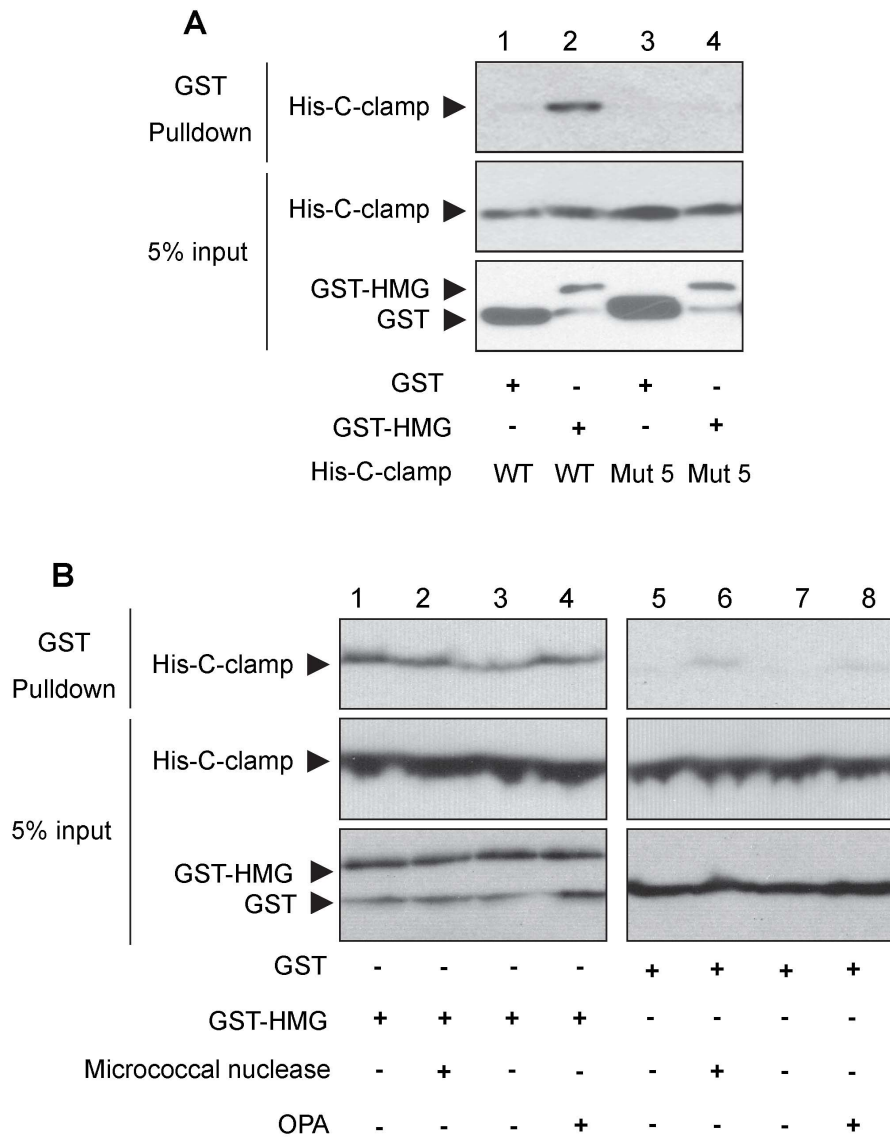 A
1 2 3 4
GST
Pulldown
His-C-clamp
5% input
His-C-clamp
GST-HMG
GST
GST + - + -
GST-HMG - + - +
His-C-clamp WT WT Mut 5 Mut 5
B
1 2 3 4 5 6 7 8
GST
Pulldown
His-C-clamp
5% input
His-C-clamp
GST-HMG
GST
GST - - - - + + + +
GST-HMG + + + + - - - -
Micrococcal nuclease - + - - - + - -
OPA - - - + - - - +